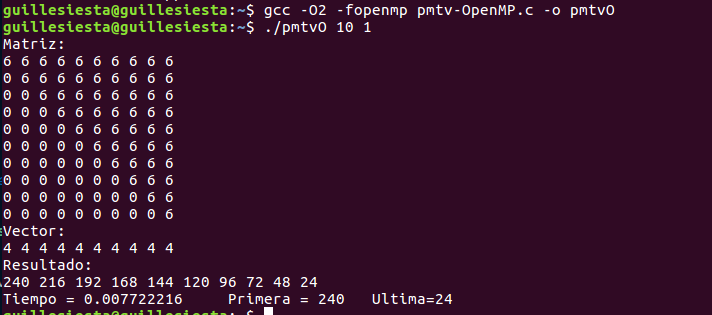 guillesiesta@guillesiesta:~$ gcc -O2 -fopenmp pmtv-OpenMP.c -o pmtvO
guillesiesta@guillesiesta:~$ ./pmtvO 10 1
Matriz:
6 6 6 6 6 6 6 6 6 6
0 6 6 6 6 6 6 6 6 6
0 0 6 6 6 6 6 6 6 6
0 0 0 6 6 6 6 6 6 6
0 0 0 0 6 6 6 6 6 6
0 0 0 0 0 6 6 6 6 6
0 0 0 0 0 0 6 6 6 6
0 0 0 0 0 0 0 6 6 6
0 0 0 0 0 0 0 0 6 6
0 0 0 0 0 0 0 0 0 6
Vector:
4 4 4 4 4 4 4 4 4 4
Resultado:
240 216 192 168 144 120 96 72 48 24
Tiempo = 0.007722216 Primera = 240 Ultima=24
guillesiesta@guillesiesta:~$